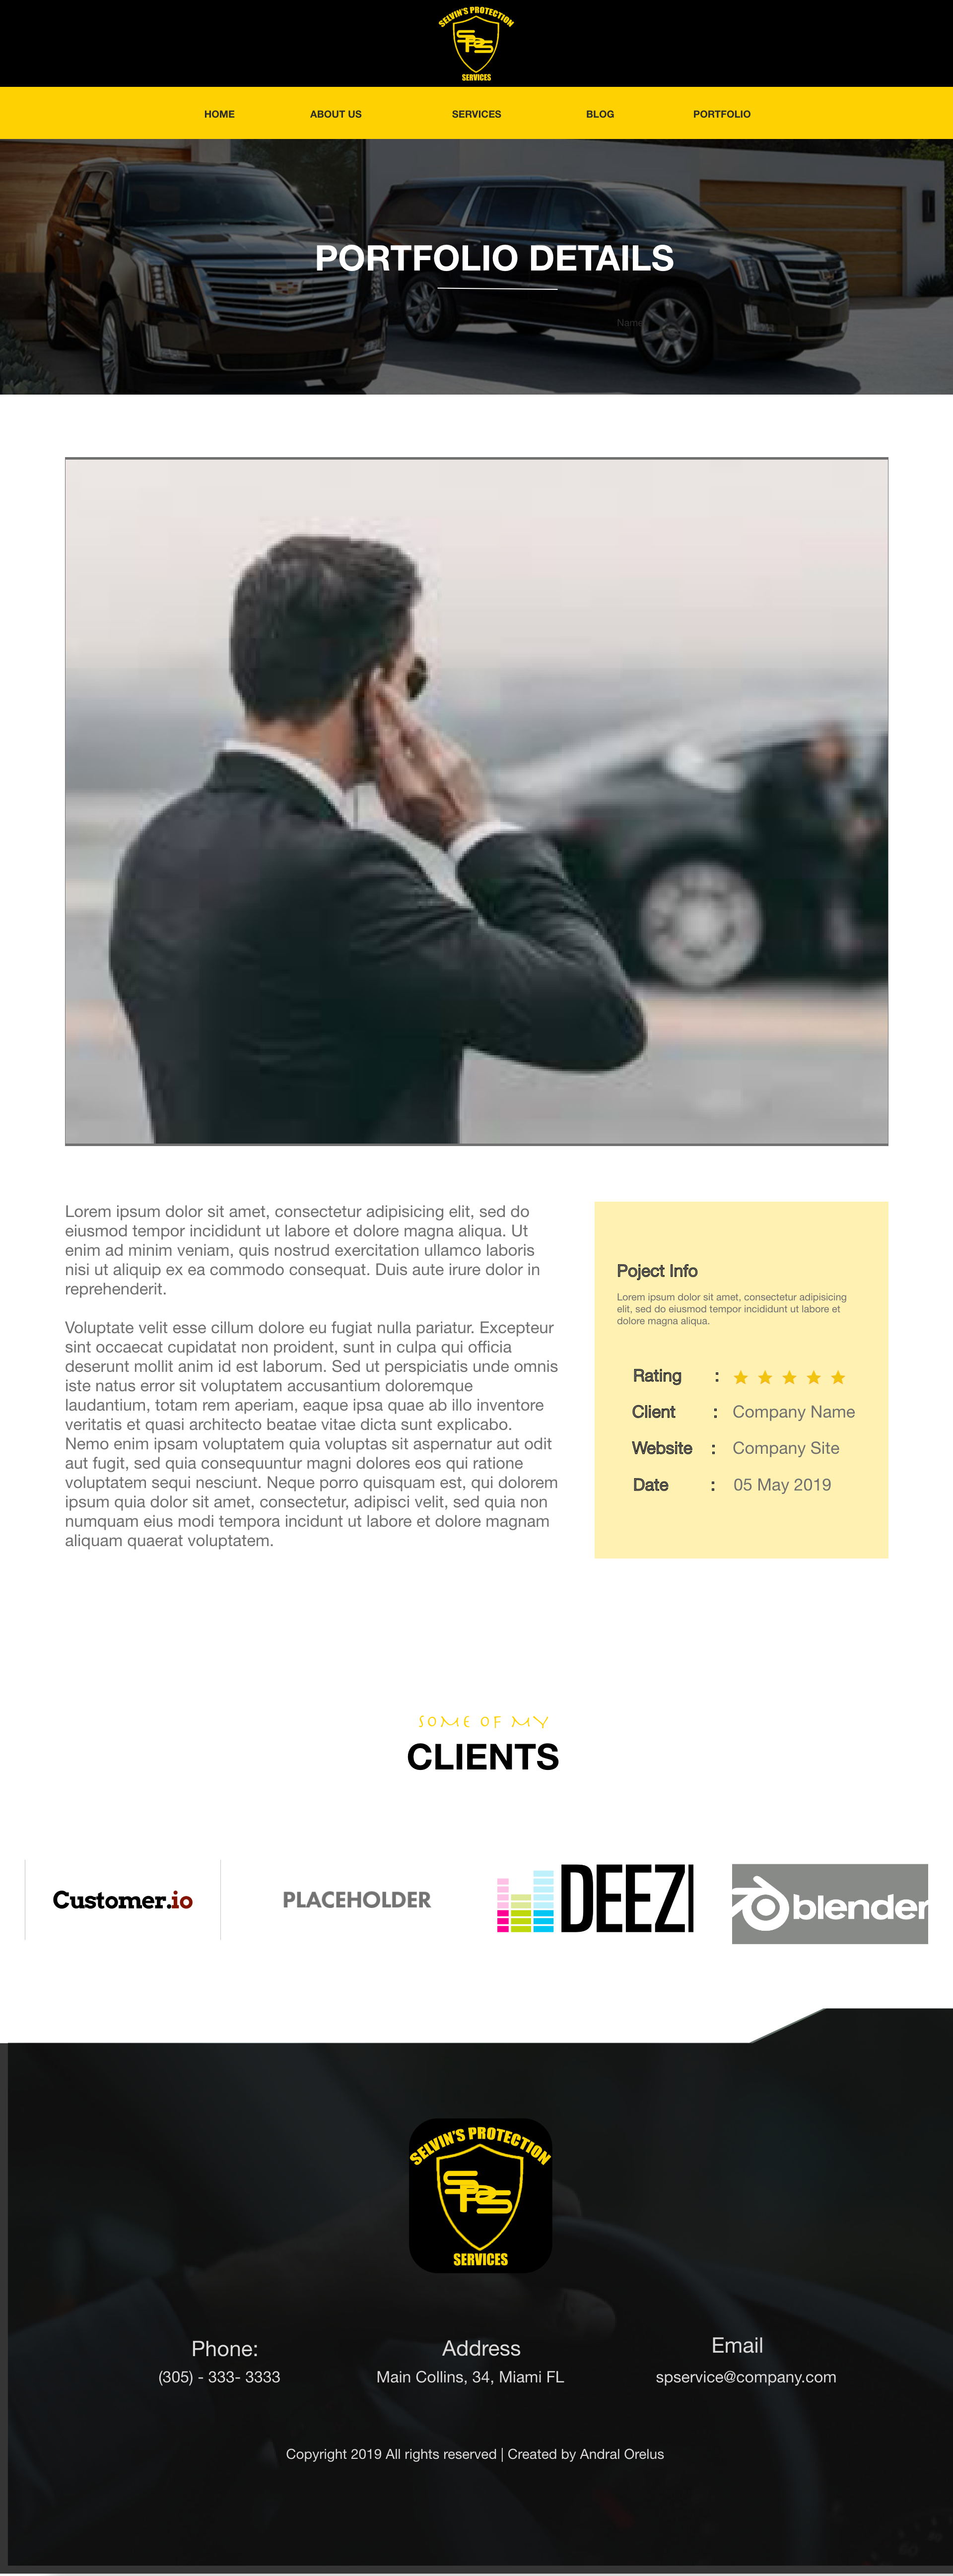 SELVIN'S PROTECTION
SPS
SERVICES
HOME ABOUT US SERVICES BLOG PORTFOLIO
PORTFOLIO DETAILS
Name
Lorem ipsum dolor sit amet, consectetur adipisicing elit, sed do
eiusmod tempor incididunt ut labore et dolore magna aliqua. Ut
enim ad minim veniam, quis nostrud exercitation ullamco laboris
nisi ut aliquip ex ea commodo consequat. Duis aute irure dolor in
reprehenderit.
Voluptate velit esse cillum dolore eu fugiat nulla pariatur. Excepteur
sint occaecat cupidatat non proident, sunt in culpa qui officia
deserunt mollit anim id est laborum. Sed ut perspiciatis unde omnis
iste natus error sit voluptatem accusantium doloremque
laudantium, totam rem aperiam, eaque ipsa quae ab illo inventore
veritatis et quasi architecto beatae vitae dicta sunt explicabo.
Nemo enim ipsam voluptatem quia voluptas sit aspernatur aut odit
aut fugit, sed quia consequuntur magni dolores eos qui ratione
voluptatem sequi nesciunt. Neque porro quisquam est, qui dolorem
ipsum quia dolor sit amet, consectetur, adipisci velit, sed quia non
numquam eius modi tempora incidunt ut labore et dolore magnam
aliquam quaerat voluptatem.
Poject Info
Lorem ipsum dolor sit amet, consectetur adipisicing
elit, sed do eiusmod tempor incididunt ut labore et
dolore magna aliqua.
Rating : ★ ★ ★ ★ ★
Client : Company Name
Website : Company Site
Date : 05 May 2019
SOME OF MY
CLIENTS
Customer.io
PLACEHOLDER
DEEZ
blender
SELVIN'S PROTECTION
SPS
SERVICES
Phone: Address Email
(305) - 333- 3333 Main Collins, 34, Miami FL spservice@company.com
Copyright 2019 All rights reserved | Created by Andral Orelus